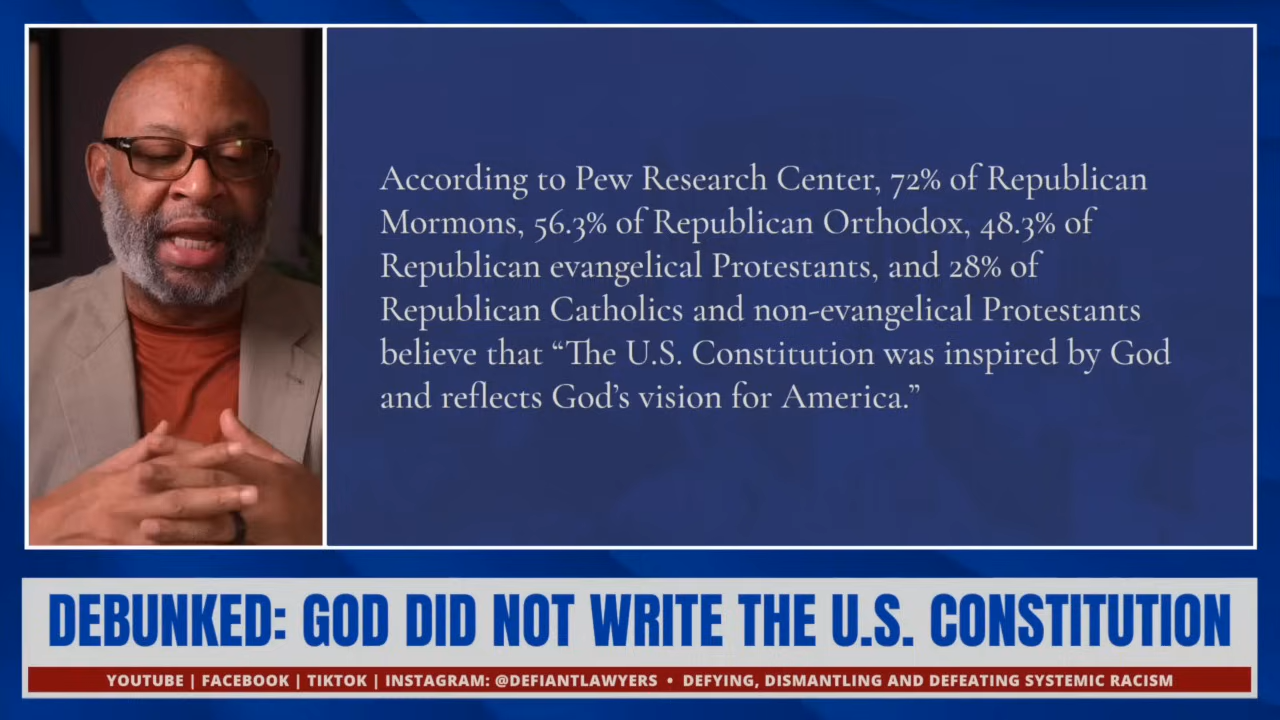 According to Pew Research Center, 72% of Republican
Mormons, 56.3% of Republican Orthodox, 48.3% of
Republican evangelical Protestants, and 28% of
Republican Catholics and non-evangelical Protestants
believe that “The U.S. Constitution was inspired by God
and reflects God’s vision for America.”
DEBUNKED: GOD DID NOT WRITE THE U.S. CONSTITUTION
YOUTUBE | FACEBOOK | TIKTOK | INSTAGRAM: @DEFIANTLAWYERS • DEFYING, DISMANTLING AND DEFEATING SYSTEMIC RACISM